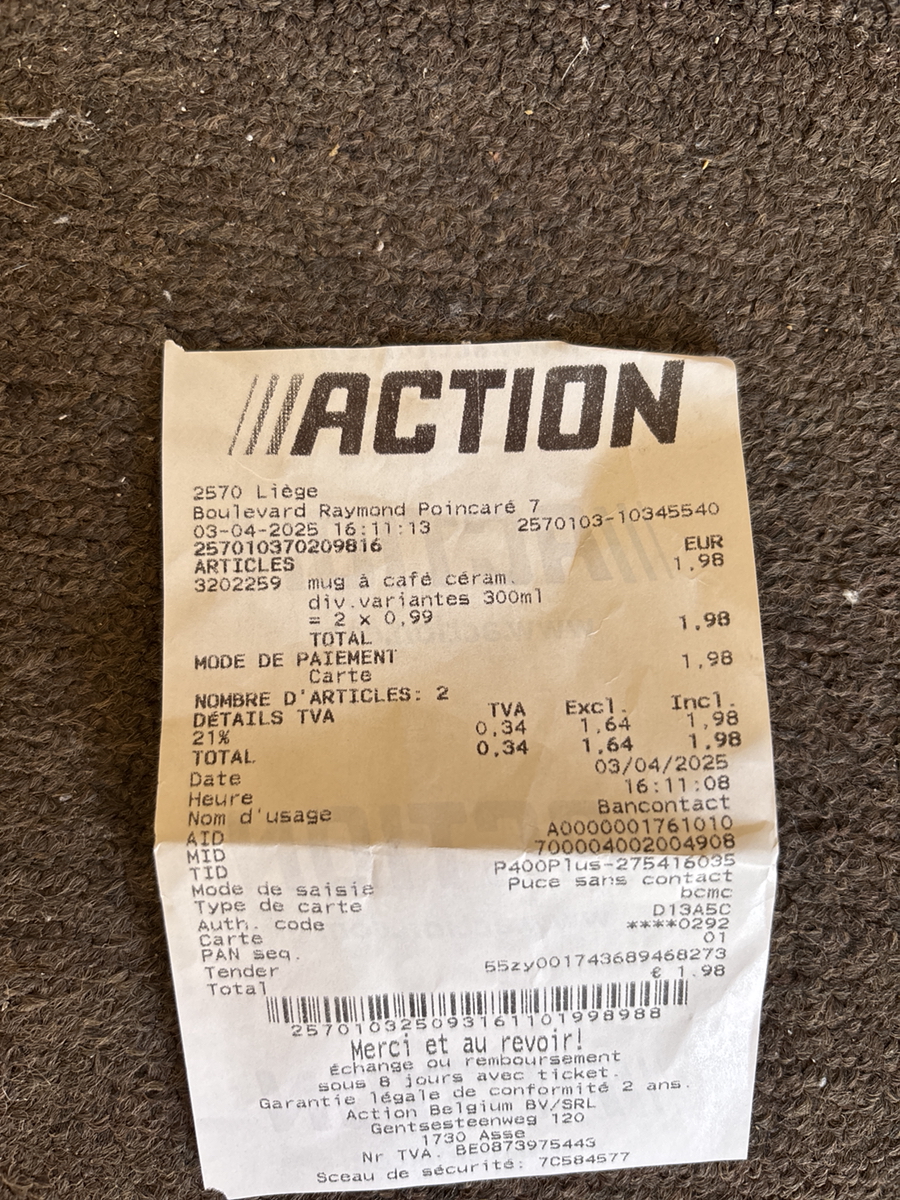 ACTION
2570 Liège
Boulevard Raymond Poincaré 7
03-04-2025 16:11:13 2570103-10345540
257010370209816 EUR
ARTICLES 1,98
3202259 mug à café céram.
div.variantes 300ml
= 2 x 0,99
TOTAL 1,98
MODE DE PAIEMENT
Carte 1,98
NOMBRE D'ARTICLES: 2
DÉTAILS TVA TVA Excl. Incl.
21% 0,34 1,64 1,98
TOTAL 0,34 1,64 1,98
Date 03/04/2025
Heure 16:11:08
Nom d'usage Bancontact
AID A0000001761010
MID 700004002004908
TID P400Plus-275416035
Mode de saisie Puce sans contact
Type de carte bcmc
Auth. code D13A5C
Carte ****0292
PAN seq. 01
Tender 55zy001743689468273
Total € 1.98
257010325093161101998988
Merci et au revoir!
Échange ou remboursement
sous 8 jours avec ticket.
Garantie légale de conformité 2 ans.
Action Belgium BV/SRL
Gentsesteenweg 120
1730 Asse
Nr TVA. BE0873975443
Sceau de sécurité: 7C584577